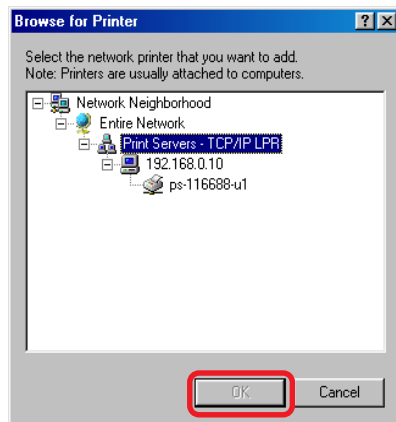 Browse for Printer
Select the network printer that you want to add.
Note: Printers are usually attached to computers.
Network Neighborhood
Entire Network
Print Servers - TCP/IP LPR
192.168.0.10
ps-116688-u1
OK
Cancel